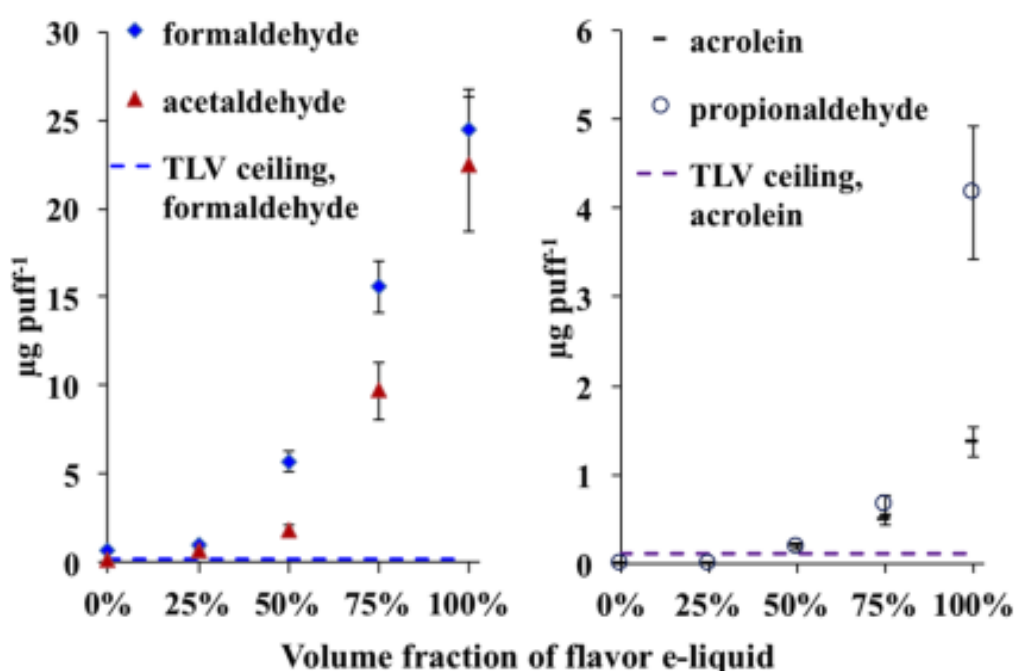 30
25
20
15
10
5
0
µg puff⁻¹
formaldehyde
acetaldehyde
TLV ceiling,
formaldehyde
0% 25% 50% 75% 100%
6
5
4
3
2
1
0
µg puff⁻¹
acrolein
propionaldehyde
TLV ceiling,
acrolein
0% 25% 50% 75% 100%
Volume fraction of flavor e-liquid